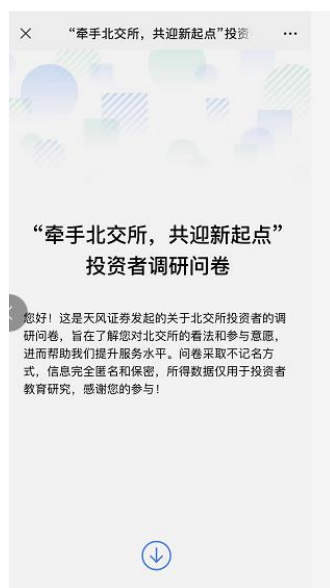 “牵手北交所，共迎新起点”投资
“牵手北交所，共迎新起点”
投资者调研问卷
您好！这是天风证券发起的关于北交所投资者的调
研问卷，旨在了解您对北交所的看法和参与意愿，
进而帮助我们提升服务水平。问卷采取不记名方
式，信息完全匿名和保密，所得数据仅用于投资者
教育研究，感谢您的参与！